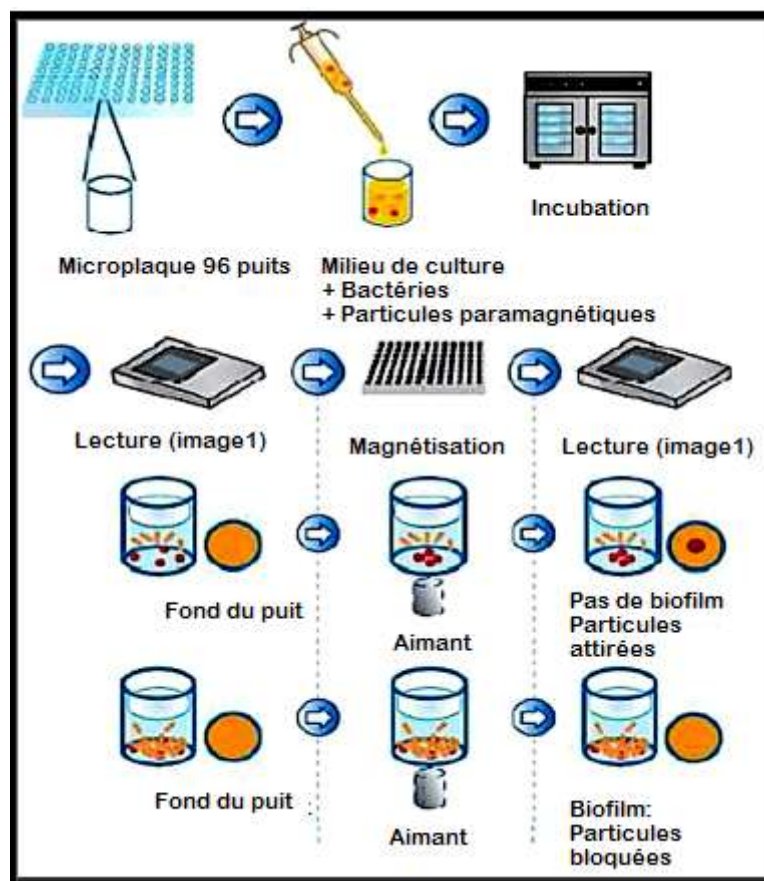 Incubation
Microplaque 96 puits
Milieu de culture
+ Bactéries
+ Particules paramagnétiques
Lecture (image1)
Magnétisation
Lecture (image1)
Fond du puit
Aimant
Pas de biofilm
Particules
attirées
Fond du puit
Aimant
Biofilm:
Particules
bloquées